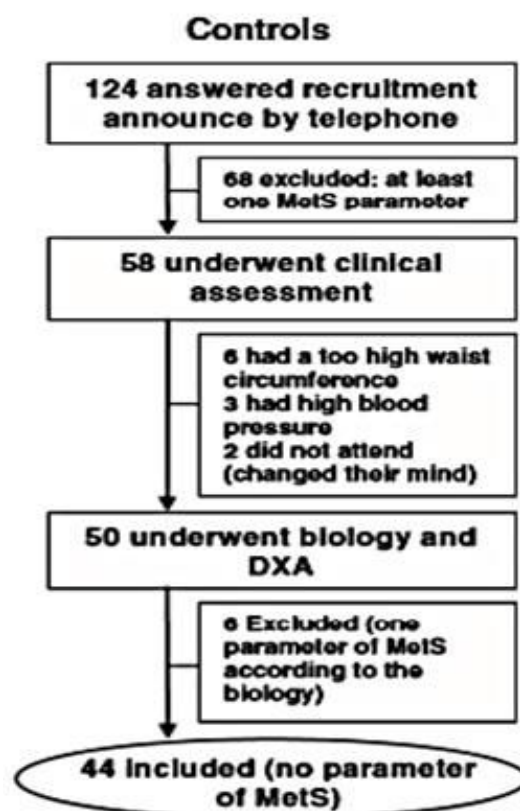 Controls
124 answered recruitment
announce by telephone
68 excluded: at least
one MetS parameter
58 underwent clinical
assessment
6 had a too high waist
circumference
3 had high blood
pressure
2 did not attend
(changed their mind)
50 underwent biology and
DXA
6 Excluded (one
parameter of MetS
according to the
biology)
44 Included (no parameter
of MetS)